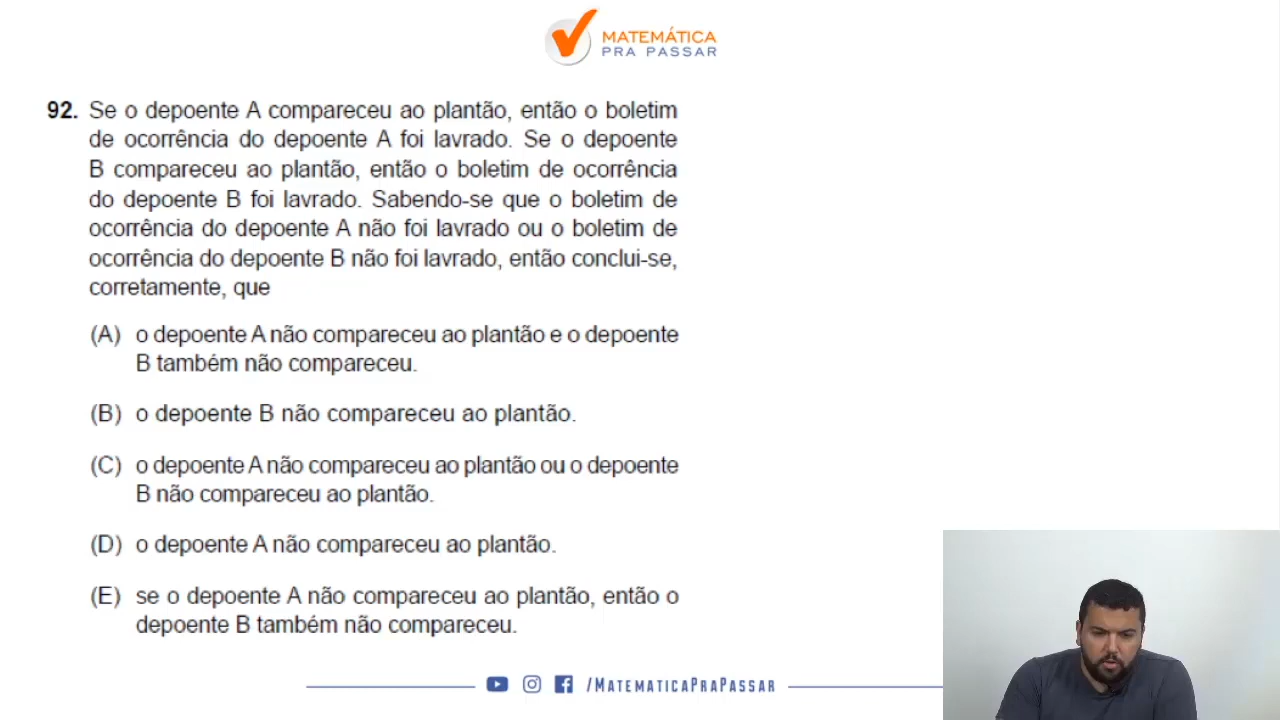 MATEMÁTICA
PRA PASSAR
92. Se o depoente A compareceu ao plantão, então o boletim
de ocorrência do depoente A foi lavrado. Se o depoente
B compareceu ao plantão, então o boletim de ocorrência
do depoente B foi lavrado. Sabendo-se que o boletim de
ocorrência do depoente A não foi lavrado ou o boletim de
ocorrência do depoente B não foi lavrado, então conclui-se,
corretamente, que
(A) o depoente A não compareceu ao plantão e o depoente
B também não compareceu.
(B) o depoente B não compareceu ao plantão.
(C) o depoente A não compareceu ao plantão ou o depoente
B não compareceu ao plantão.
(D) o depoente A não compareceu ao plantão.
(E) se o depoente A não compareceu ao plantão, então o
depoente B também não compareceu.
/MATEMATICAPRAPASSAR